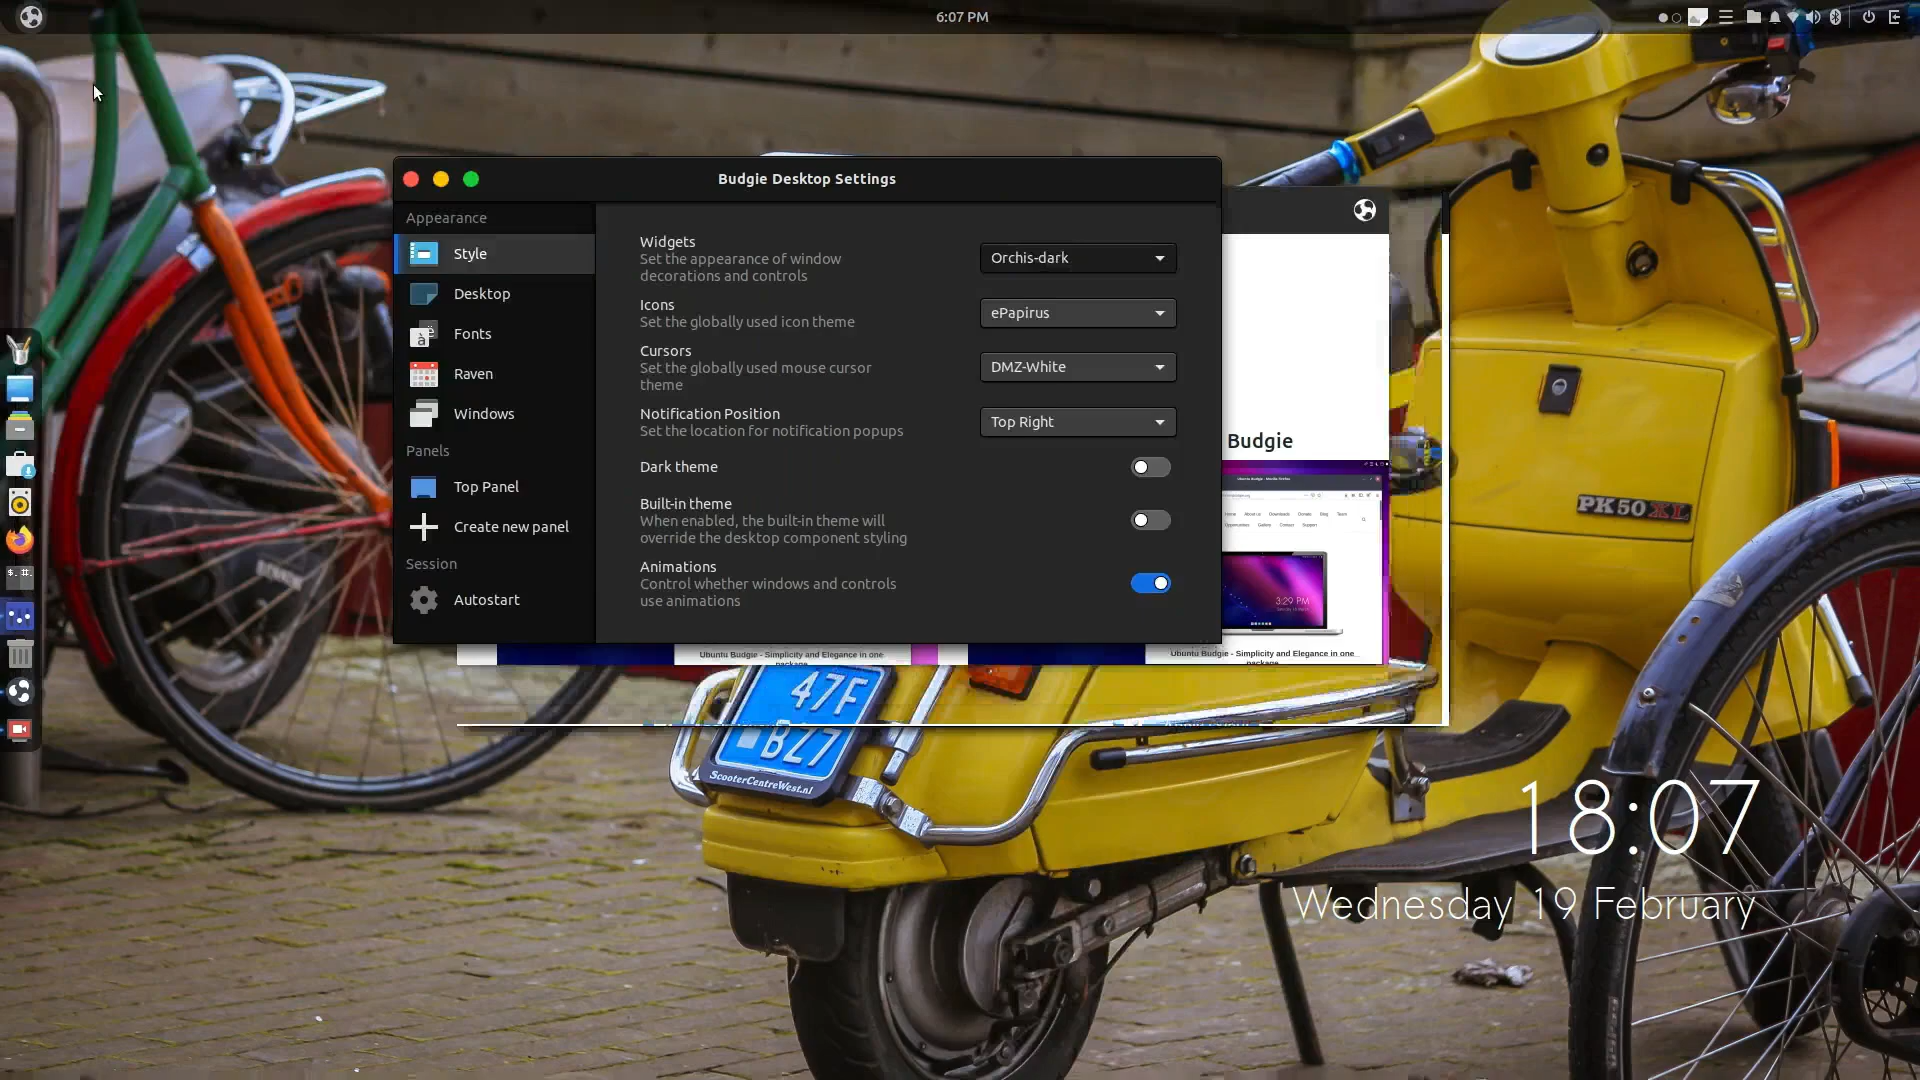 6:07 PM
Budgie Desktop Settings
Appearance
Style
Desktop
Fonts
Raven
Windows
Panels
Top Panel
Create new panel
Session
Autostart
Widgets
Set the appearance of window
decorations and controls
Orchis-dark
Icons
Set the globally used icon theme
ePapirus
Cursors
Set the globally used mouse cursor
theme
DMZ-White
Notification Position
Set the location for notification popups
Top Right
Dark theme
Built-in theme
When enabled, the built-in theme will
override the desktop component styling
Animations
Control whether windows and controls
use animations
Budgie
3:29 PM
Ubuntu Budgie - Simplicity and Elegance in one
package
Ubuntu Budgie - Simplicity and Elegance in one
package
PK50XL
47F
BZ7
ScooterCentreWest.nl
18:07
Wednesday 19 February